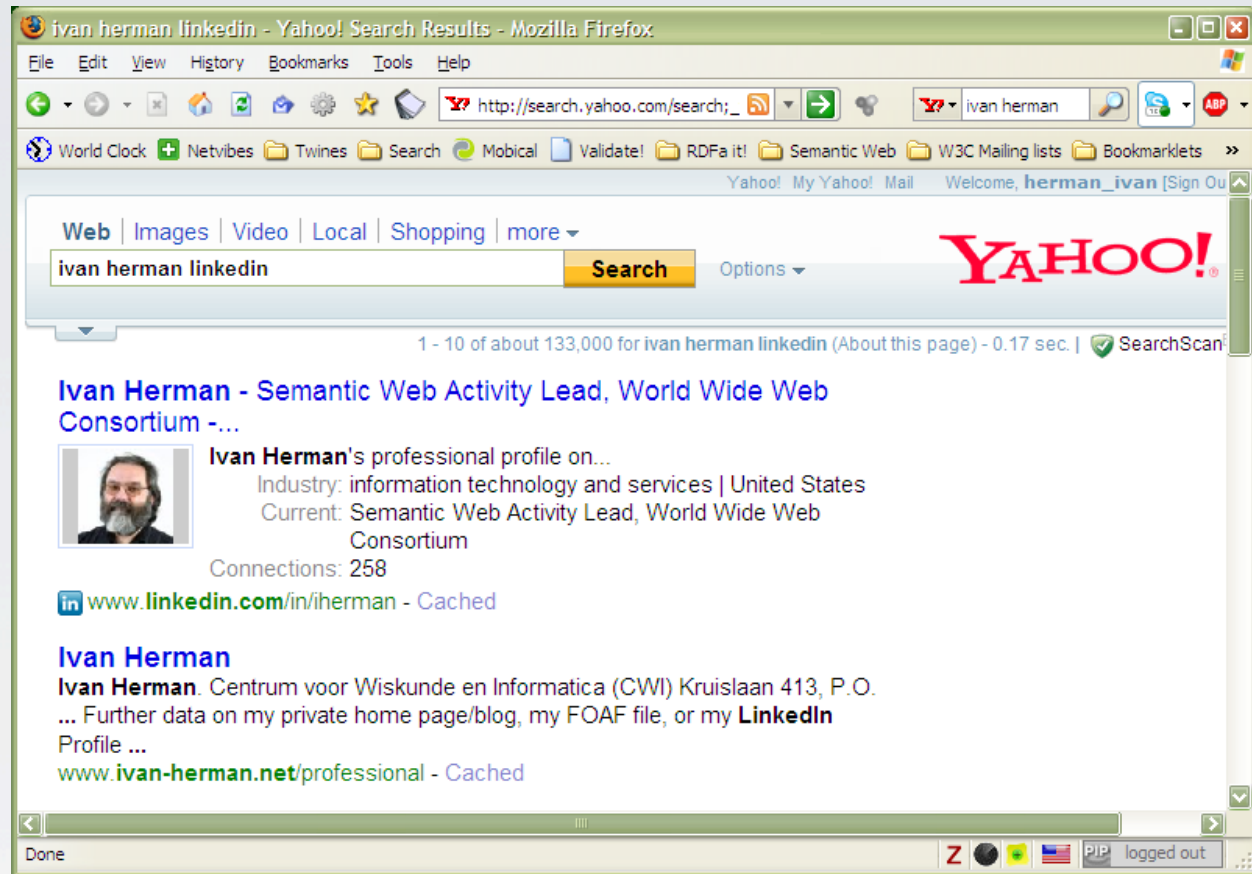 ivan herman linkedin - Yahoo! Search Results - Mozilla Firefox
File Edit View History Bookmarks Tools Help
http://search.yahoo.com/search;_ ivan herman ABP
World Clock Netvibes Twines Search Mobical Validate! RDFa it! Semantic Web W3C Mailing lists Bookmarklets »
Yahoo! My Yahoo! Mail Welcome, herman_ivan [Sign Ou
Web | Images | Video | Local | Shopping | more
ivan herman linkedin Search Options YAHOO!
1 - 10 of about 133,000 for ivan herman linkedin (About this page) - 0.17 sec. | SearchScan
Ivan Herman - Semantic Web Activity Lead, World Wide Web
Consortium -...
Ivan Herman's professional profile on...
Industry: information technology and services | United States
Current: Semantic Web Activity Lead, World Wide Web
Consortium
Connections: 258
in www.linkedin.com/in/iherman - Cached
Ivan Herman
Ivan Herman. Centrum voor Wiskunde en Informatica (CWI) Kruislaan 413, P.O.
... Further data on my private home page/blog, my FOAF file, or my LinkedIn
Profile ...
www.ivan-herman.net/professional - Cached
Done Z PIP logged out